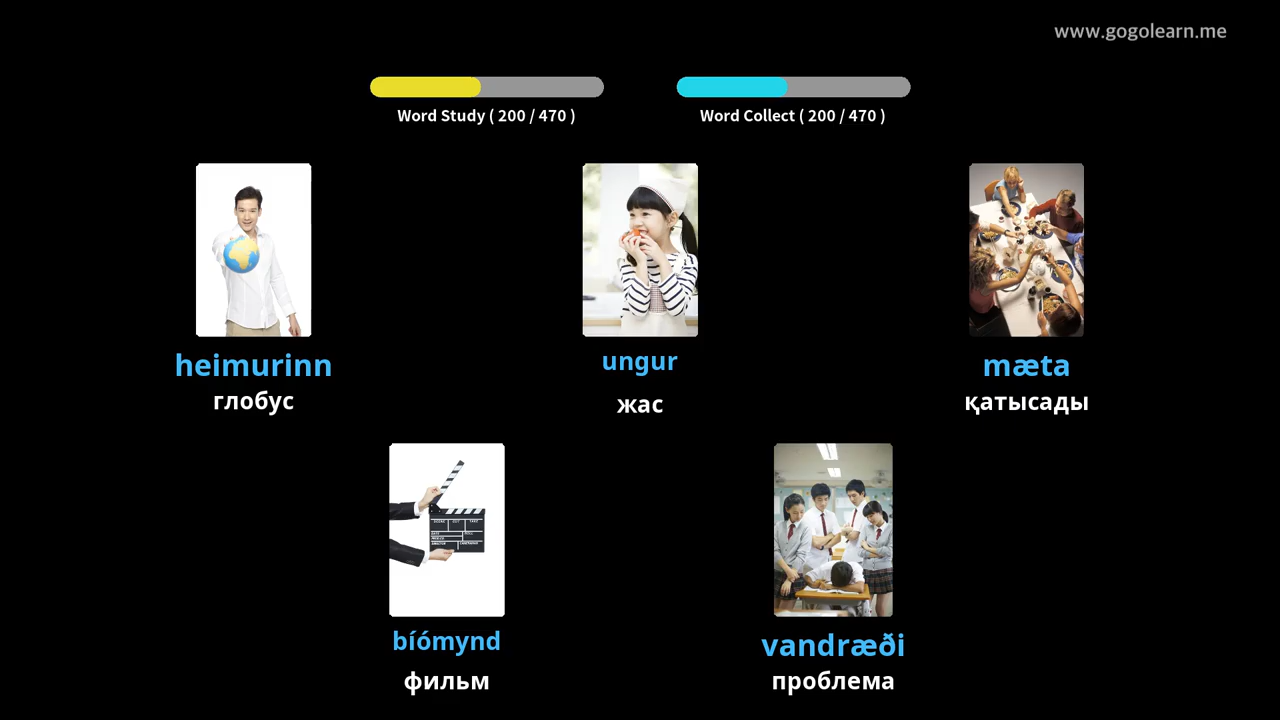 www.gogolearn.me
Word Study ( 200 / 470 )
Word Collect ( 200 / 470 )
heimurinn
глобус
ungur
жас
mæta
қатысады
bíómynd
фильм
vandræði
проблема